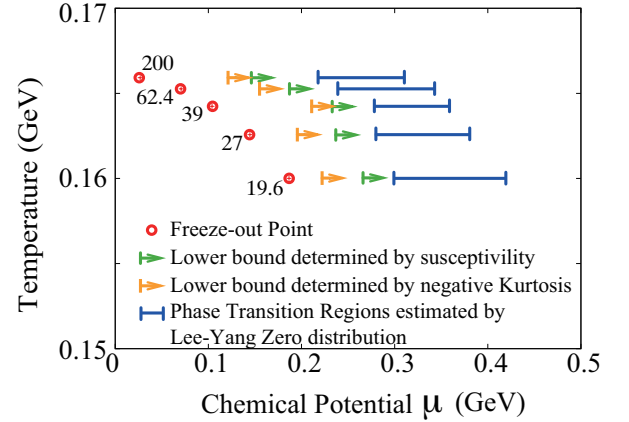 0.17
200
62.4
39
27
0.16
19.6
Freeze-out Point
Lower bound determined by susceptivility
Lower bound determined by negative Kurtosis
Phase Transition Regions estimated by
Lee-Yang Zero distribution
0.15
0 0.1 0.2 0.3 0.4 0.5
Chemical Potential μ (GeV)
Temperature (GeV)